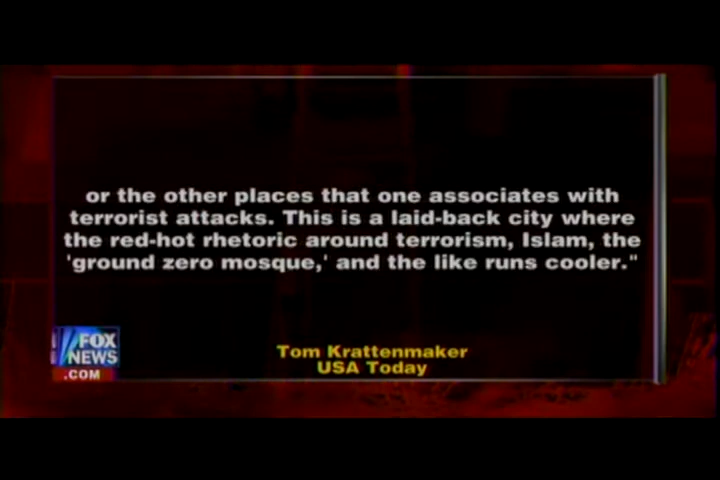 or the other places that one associates with
terrorist attacks. This is a laid-back city where
the red-hot rhetoric around terrorism, Islam, the
'ground zero mosque,' and the like runs cooler."
FOX
NEWS
.COM
Tom Krattenmaker
USA Today